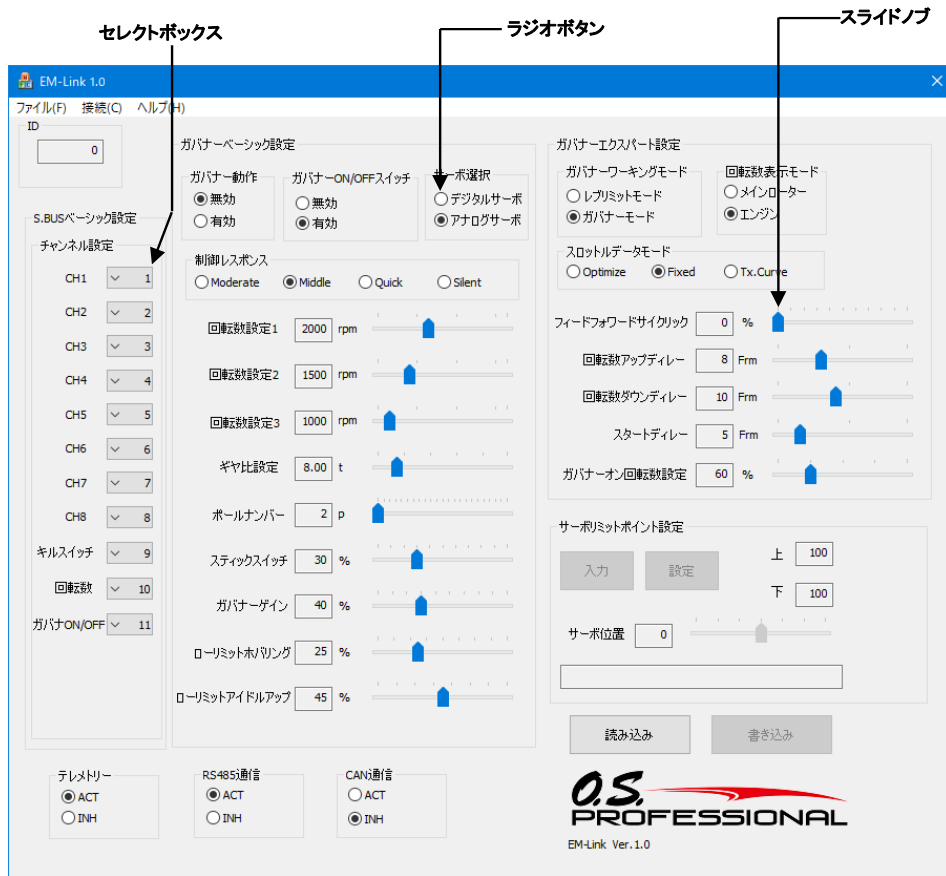 セレクトボックス
ラジオボタン
スライドノブ
EM-Link 1.0
ファイル(F) 接続(C) ヘルプ(H)
ID
0
S.BUSベーシック設定
チャンネル設定
CH1 1
CH2 2
CH3 3
CH4 4
CH5 5
CH6 6
CH7 7
CH8 8
キルスイッチ 9
回転数 10
ガバナON/OFF 11
ガバナーベーシック設定
ガバナー動作
無効
有効
ガバナーON/OFFスイッチ
無効
有効
サーボ選択
デジタルサーボ
アナログサーボ
制御レスポンス
Moderate Middle Quick Silent
回転数設定1 2000 rpm
回転数設定2 1500 rpm
回転数設定3 1000 rpm
ギヤ比設定 8.00 t
ポールナンバー 2 p
スティックスイッチ 30 %
ガバナーゲイン 40 %
ローリミットホバリング 25 %
ローリミットアイドルアップ 45 %
ガバナーエクスパート設定
ガバナーワーキングモード
レブリミットモード
ガバナーモード
回転数表示モード
メインローター
エンジン
スロットルデータモード
Optimize Fixed Tx.Curve
フィードフォワードサイクリック 0 %
回転数アップディレー 8 Frm
回転数ダウンディレー 10 Frm
スタートディレー 5 Frm
ガバナーオン回転数設定 60 %
サーボリミットポイント設定
入力 設定
上 100
下 100
サーボ位置 0
読み込み 書き込み
テレメトリー
ACT
INH
RS485通信
ACT
INH
CAN通信
ACT
INH
O.S.
PROFESSIONAL
EM-Link Ver.1.0